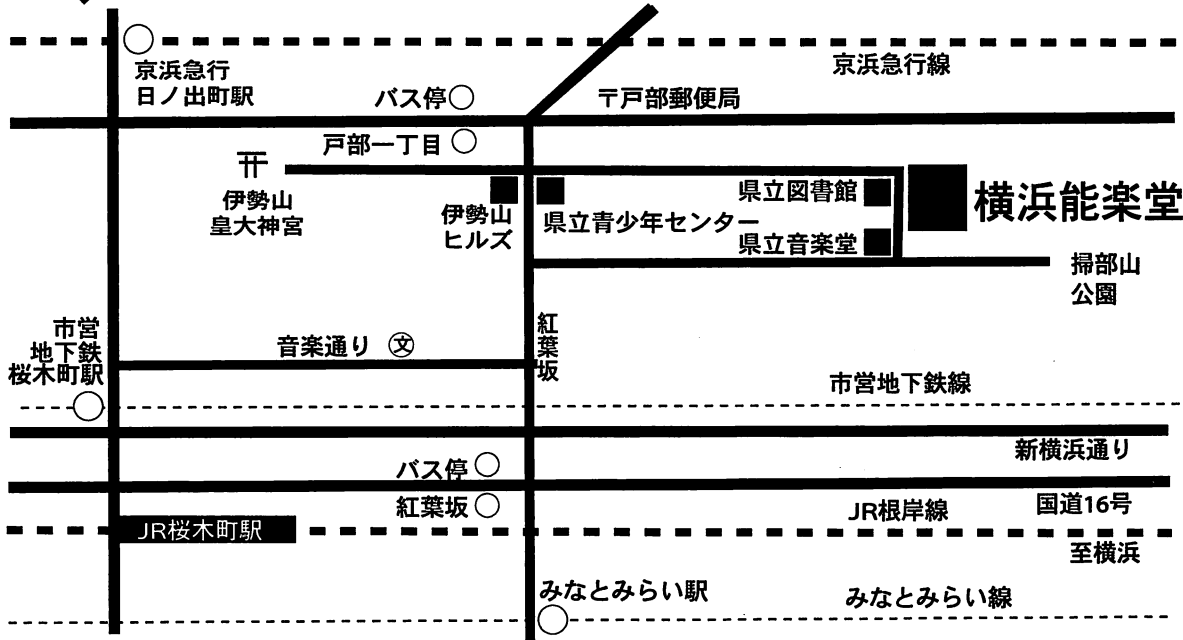 京浜急行
日ノ出町駅
京浜急行線
バス停
〒戸部郵便局
戸部一丁目
伊勢山
皇大神宮
伊勢山
ヒルズ
県立青少年センター
県立図書館
県立音楽堂
横浜能楽堂
掃部山
公園
市営
地下鉄
桜木町駅
音楽通り
文
紅葉坂
市営地下鉄線
新横浜通り
バス停
紅葉坂
国道16号
JR根岸線
JR桜木町駅
至横浜
みなとみらい駅
みなとみらい線